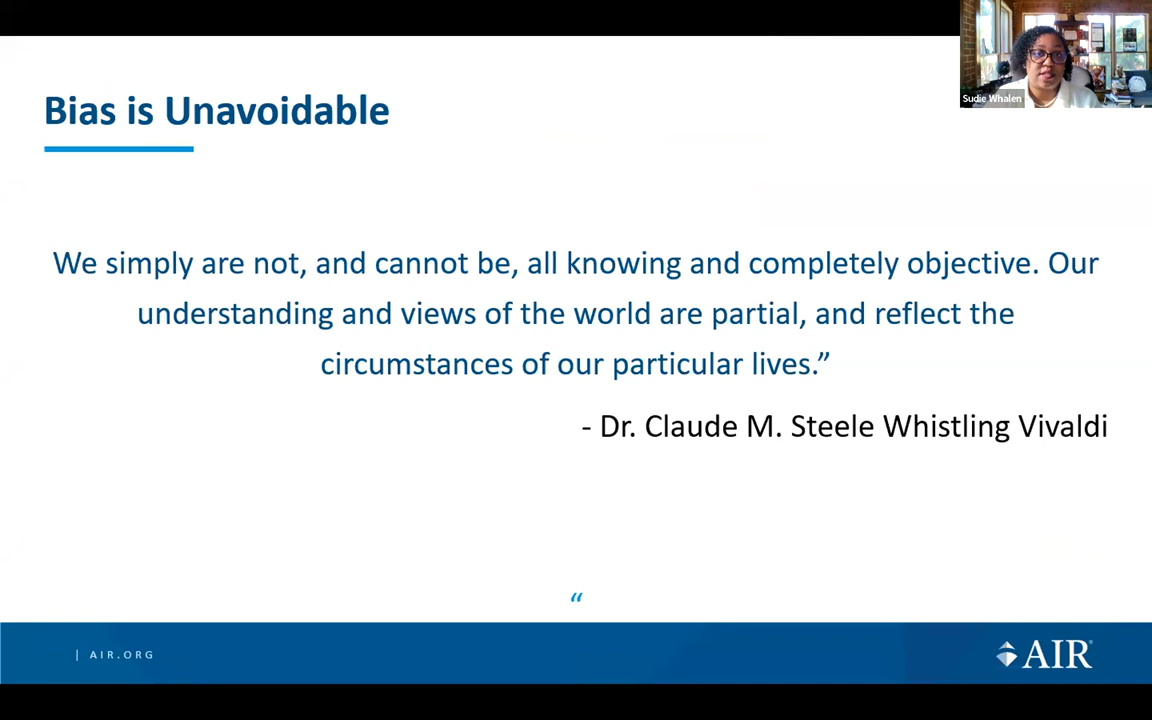 Sudie Whalen
Bias is Unavoidable
We simply are not, and cannot be, all knowing and completely objective. Our
understanding and views of the world are partial, and reflect the
circumstances of our particular lives.”
- Dr. Claude M. Steele Whistling Vivaldi
“
| AIR.ORG
AIR®